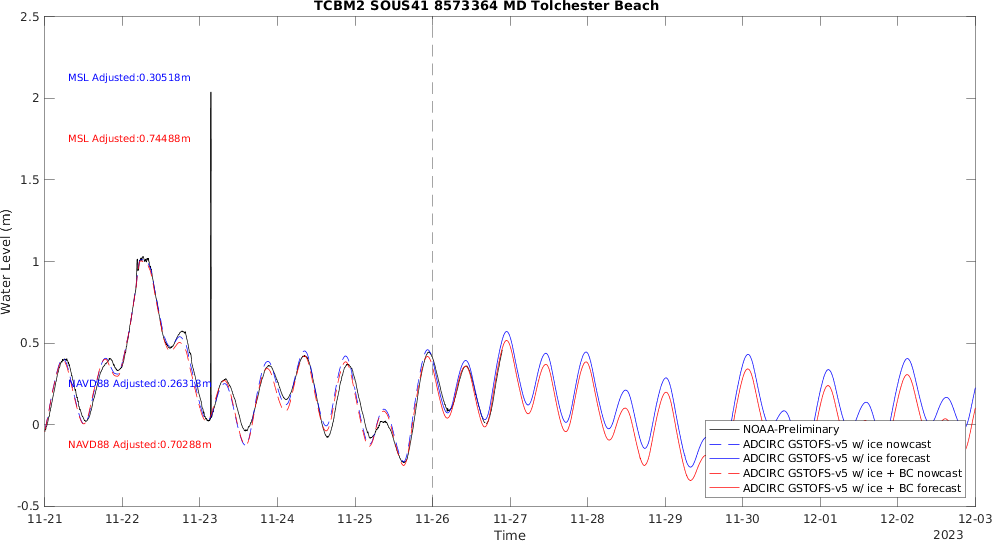 TCBM2 SOUS41 8573364 MD Tolchester Beach
2.5
2
1.5
1
0.5
0
-0.5
Water Level (m)
MSL Adjusted:0.30518m
MSL Adjusted:0.74488m
NAVD88 Adjusted:0.26318m
NAVD88 Adjusted:0.70288m
NOAA-Preliminary
ADCIRC GSTOFS-v5 w/ ice nowcast
ADCIRC GSTOFS-v5 w/ ice forecast
ADCIRC GSTOFS-v5 w/ ice + BC nowcast
ADCIRC GSTOFS-v5 w/ ice + BC forecast
11-21 11-22 11-23 11-24 11-25 11-26 11-27 11-28 11-29 11-30 12-01 12-02 12-03
Time
2023